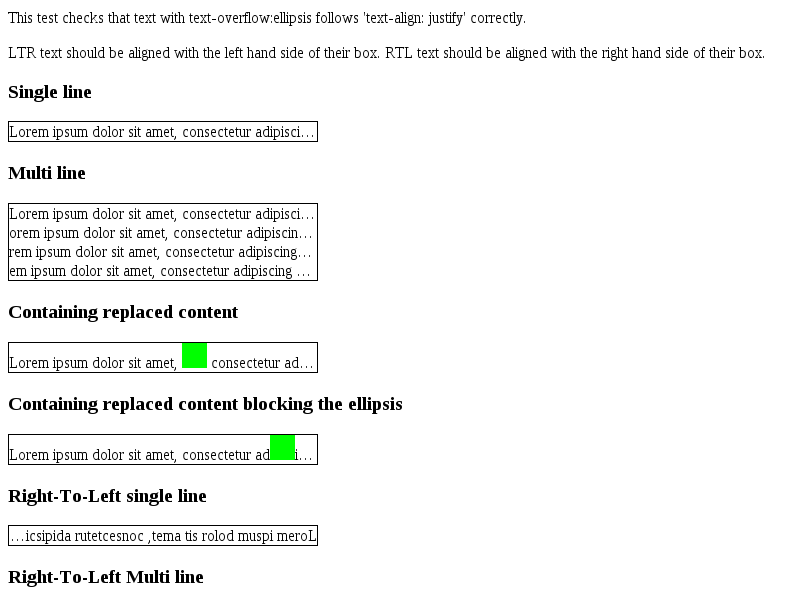 This test checks that text with text-overflow:ellipsis follows 'text-align: justify' correctly.
LTR text should be aligned with the left hand side of their box. RTL text should be aligned with the right hand side of their box.
Single line
Lorem ipsum dolor sit amet, consectetur adipisci…
Multi line
Lorem ipsum dolor sit amet, consectetur adipisci…
orem ipsum dolor sit amet, consectetur adipiscin…
rem ipsum dolor sit amet, consectetur adipiscing…
em ipsum dolor sit amet, consectetur adipiscing …
Containing replaced content
Lorem ipsum dolor sit amet, consectetur ad…
Containing replaced content blocking the ellipsis
Lorem ipsum dolor sit amet, consectetur ad i…
Right-To-Left single line
…icsipida rutetcesnoc ,tema tis rolod muspi meroL
Right-To-Left Multi line